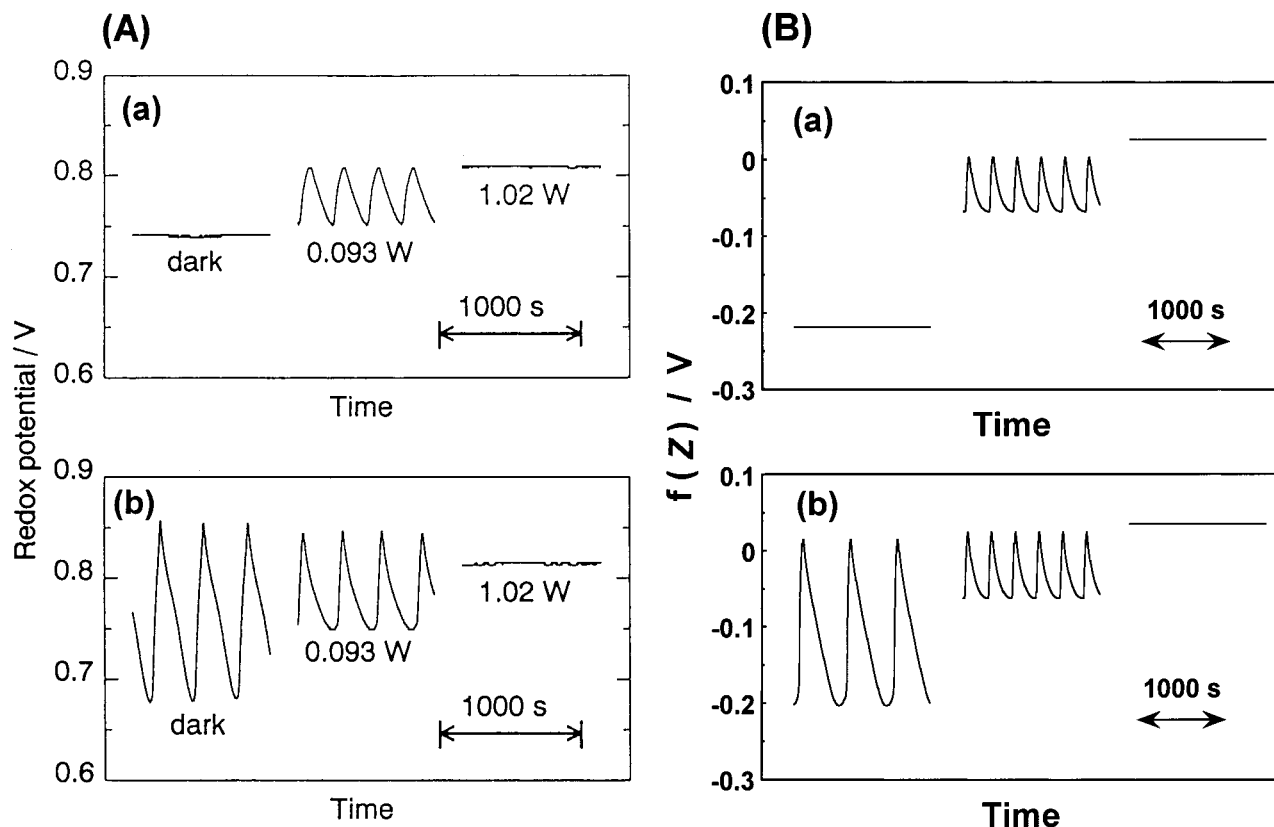 (A)
(a)
0.9
0.8
0.7
0.6
dark
0.093 W
1.02 W
1000 s
Time
(b)
0.9
0.8
0.7
0.6
dark
0.093 W
1.02 W
1000 s
Time
Redox potential / V
(B)
(a)
0.1
0
-0.1
-0.2
-0.3
1000 s
Time
(b)
0.1
0
-0.1
-0.2
-0.3
1000 s
Time
f ( Z ) / V